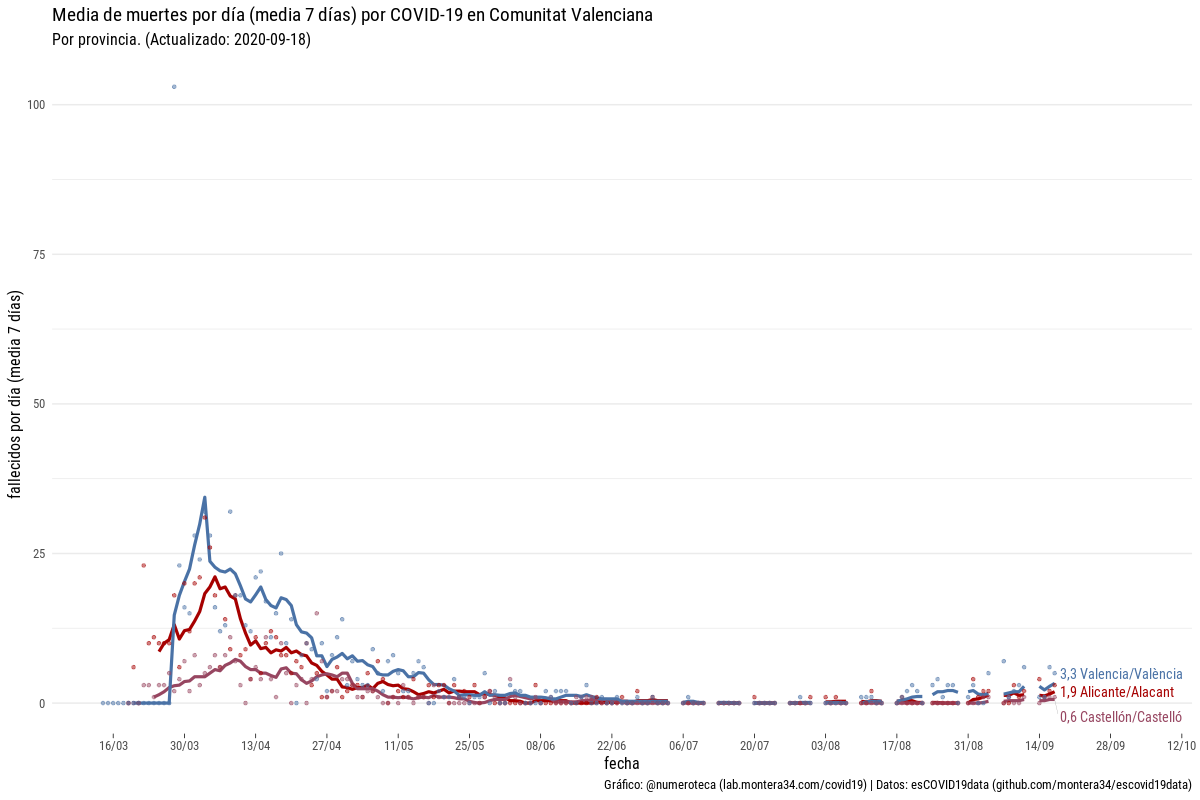 Media de muertes por día (media 7 días) por COVID-19 en Comunitat Valenciana
Por provincia. (Actualizado: 2020-09-18)
fallecidos por día (media 7 días)
100
75
50
25
0
3,3 Valencia/València
1,9 Alicante/Alacant
0,6 Castellón/Castelló
16/03 30/03 13/04 27/04 11/05 25/05 08/06 22/06 06/07 20/07 03/08 17/08 31/08 14/09 28/09 12/10
fecha
Gráfico: @numeroteca (lab.montera34.com/covid19) | Datos: esCOVID19data (github.com/montera34/escovid19data)